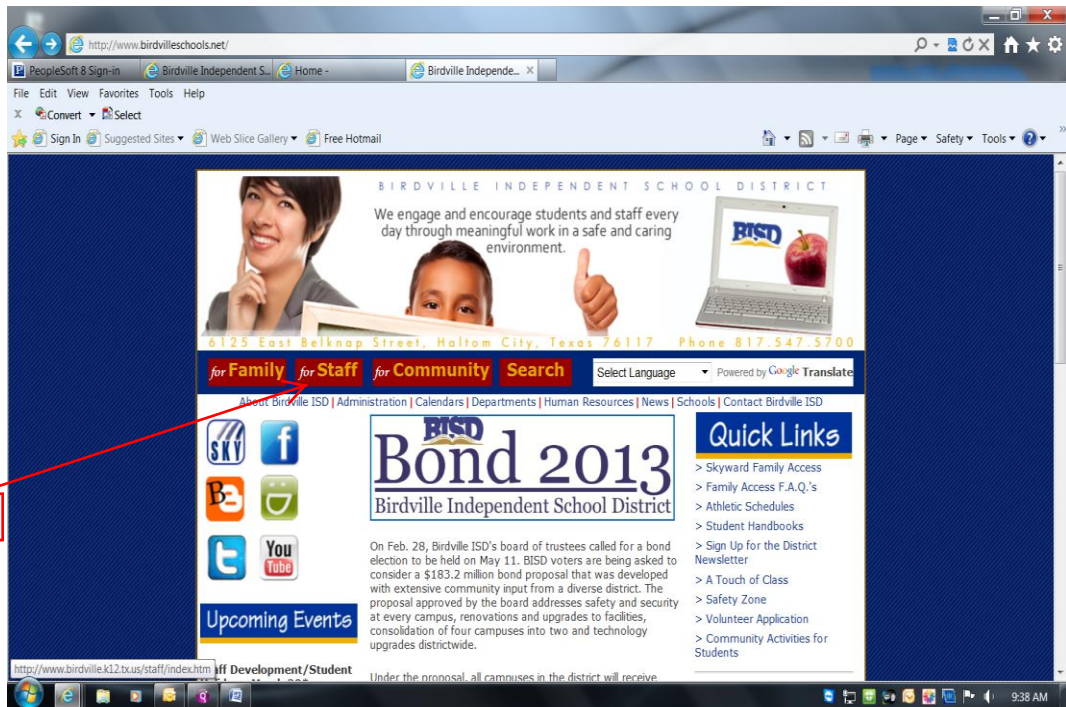 http://www.birdvilleschools.net/
PeopleSoft 8 Sign-in
Birdville Independent S...
Home -
Birdville Independe...
File Edit View Favorites Tools Help
x Convert Select
Sign In Suggested Sites Web Slice Gallery Free Hotmail
Page Safety Tools
BIRDVILLE INDEPENDENT SCHOOL DISTRICT
We engage and encourage students and staff every
day through meaningful work in a safe and caring
environment.
BISD
6125 East Belknap Street, Haltom City, Texas 76117 Phone 817.547.5700
for Family for Staff for Community Search
Select Language
Powered by Google Translate
About Birdville ISD | Administration | Calendars | Departments | Human Resources | News | Schools | Contact Birdville ISD
SKY
f
B
t
You
Tube
Upcoming Events
Staff Development/Student
BISD
Bond 2013
Birdville Independent School District
On Feb. 28, Birdville ISD's board of trustees called for a bond
election to be held on May 11. BISD voters are being asked to
consider a $183.2 million bond proposal that was developed
with extensive community input from a diverse district. The
proposal approved by the board addresses safety and security
at every campus, renovations and upgrades to facilities,
consolidation of four campuses into two and technology
upgrades districtwide.
Under the proposal, all campuses in the district will receive
Quick Links
> Skyward Family Access
> Family Access F.A.Q.'s
> Athletic Schedules
> Student Handbooks
> Sign Up for the District
Newsletter
> A Touch of Class
> Safety Zone
> Volunteer Application
> Community Activities for
Students
http://www.birdville.k12.tx.us/staff/index.htm
9:38 AM